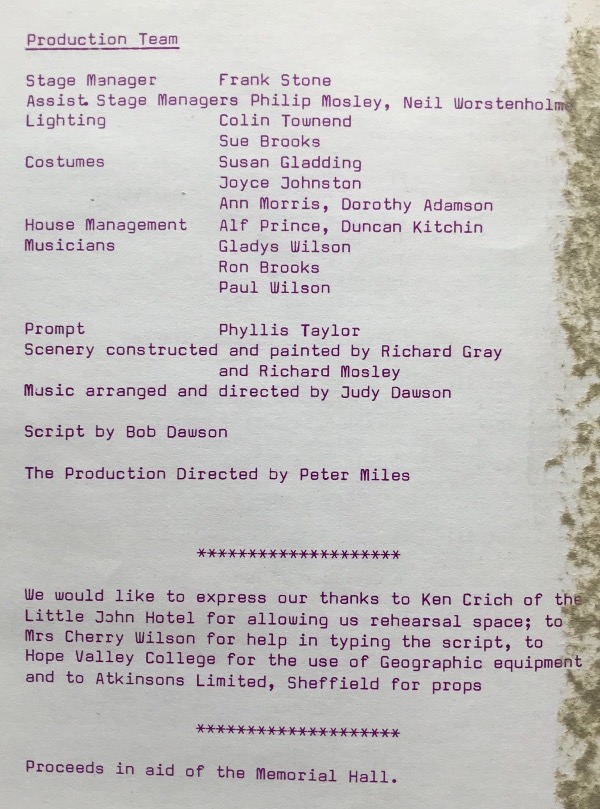 Production Team
Stage Manager Frank Stone
Assist. Stage Managers Philip Mosley, Neil Worstenholme
Lighting Colin Townend
Sue Brooks
Costumes Susan Gladding
Joyce Johnston
Ann Morris, Dorothy Adamson
House Management Alf Prince, Duncan Kitchin
Musicians Gladys Wilson
Ron Brooks
Paul Wilson
Prompt Phyllis Taylor
Scenery constructed and painted by Richard Gray
and Richard Mosley
Music arranged and directed by Judy Dawson
Script by Bob Dawson
The Production Directed by Peter Miles
********************
We would like to express our thanks to Ken Crich of the
Little John Hotel for allowing us rehearsal space; to
Mrs Cherry Wilson for help in typing the script, to
Hope Valley College for the use of Geographic equipment
and to Atkinsons Limited, Sheffield for props
********************
Proceeds in aid of the Memorial Hall.